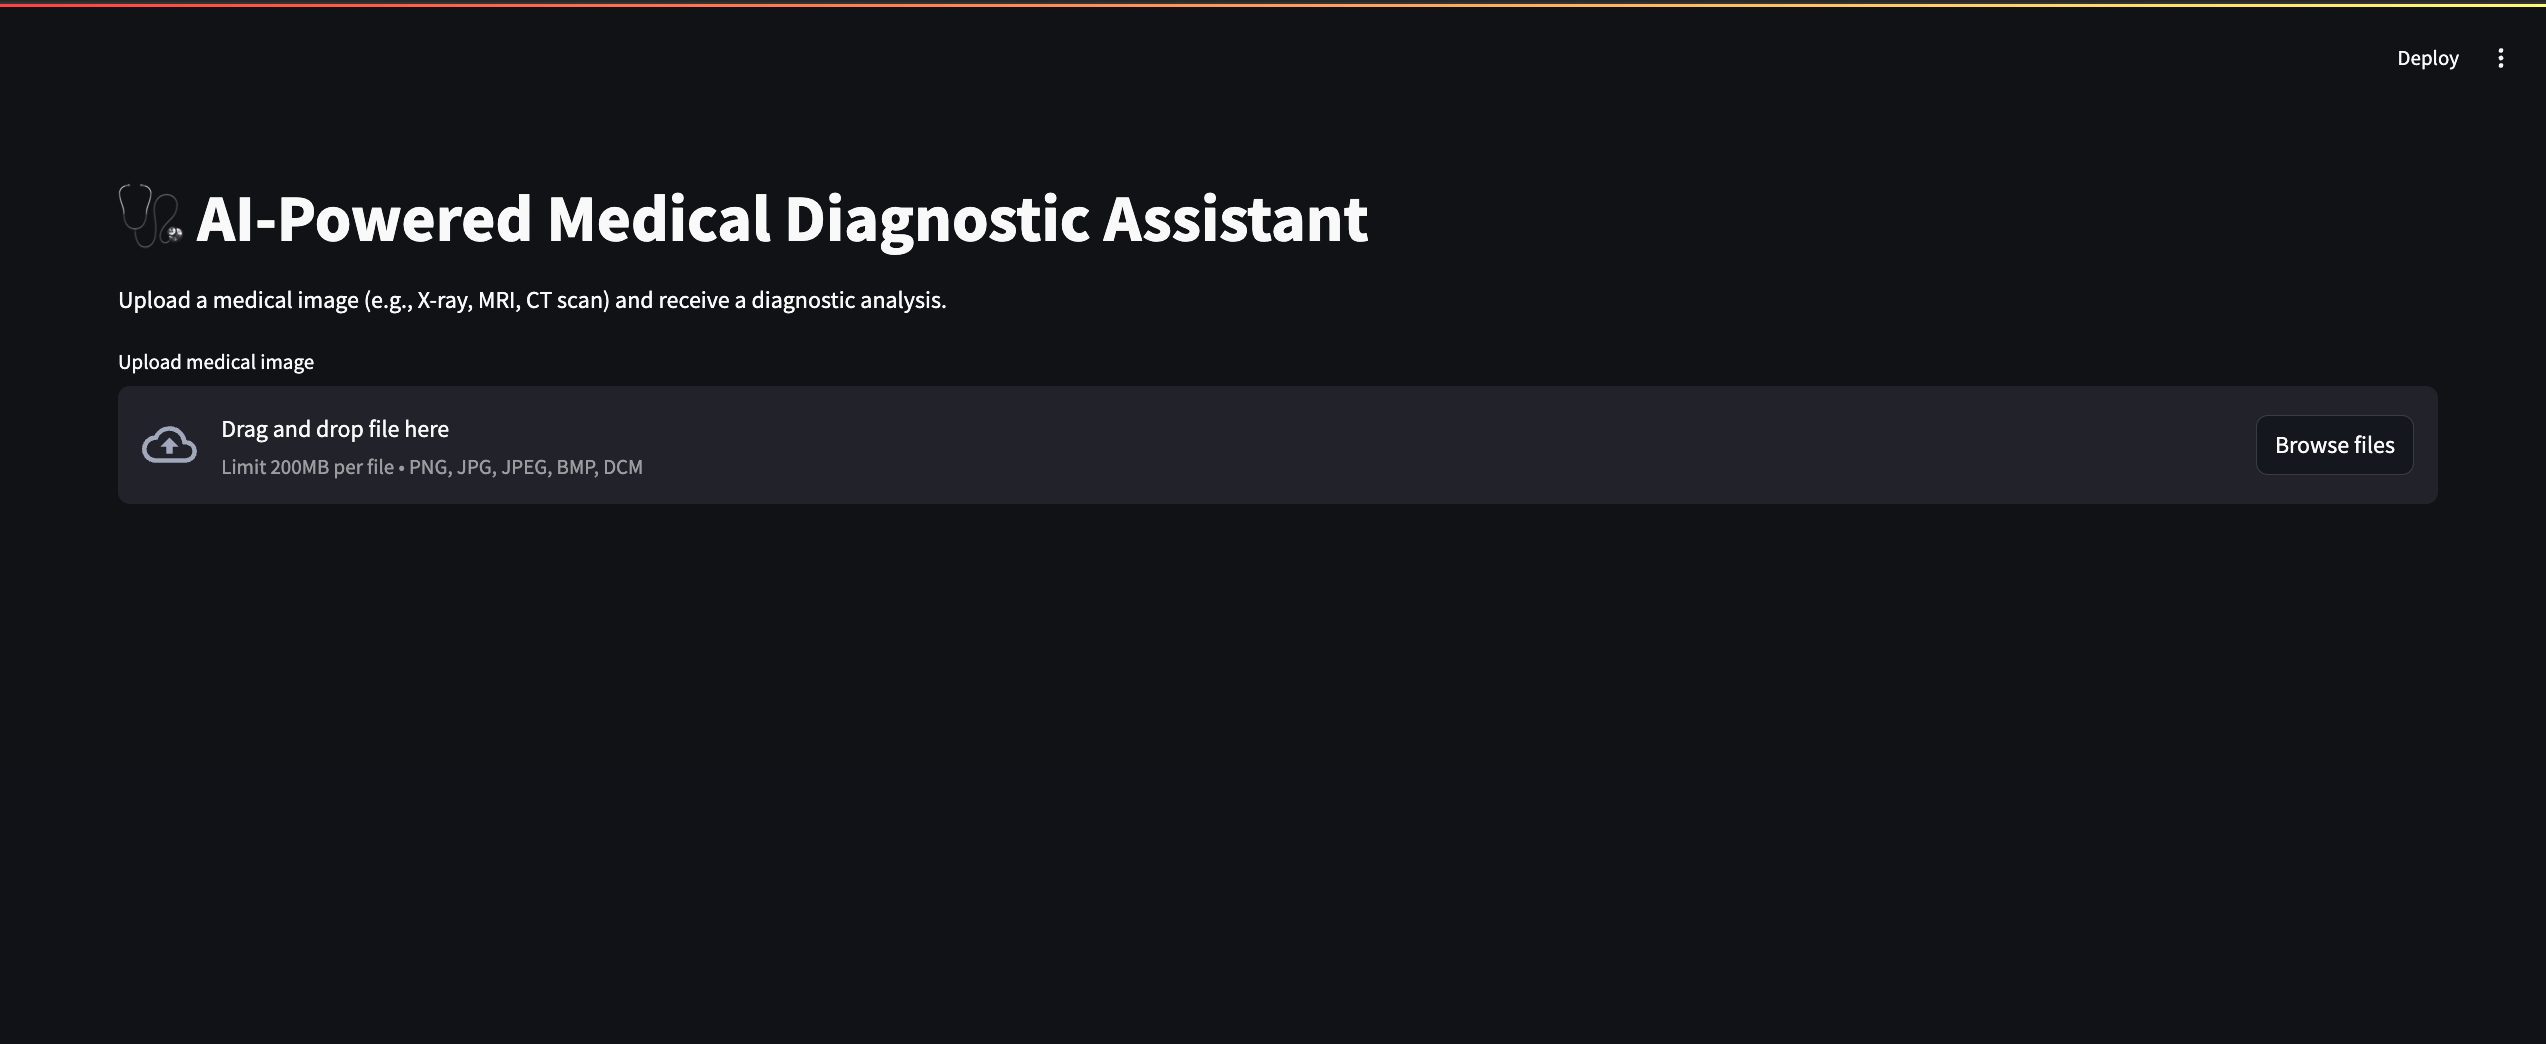 Deploy
AI-Powered Medical Diagnostic Assistant
Upload a medical image (e.g., X-ray, MRI, CT scan) and receive a diagnostic analysis.
Upload medical image
Drag and drop file here
Limit 200MB per file • PNG, JPG, JPEG, BMP, DCM
Browse files